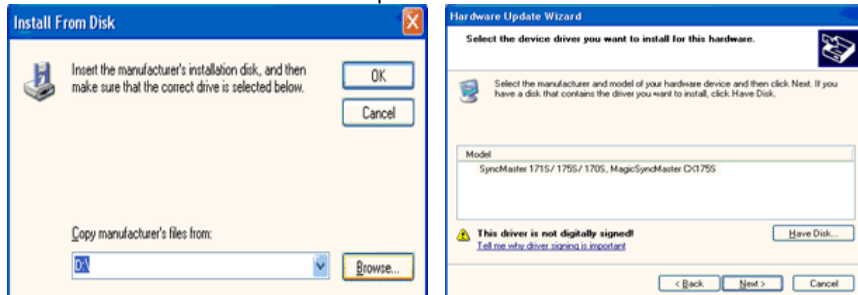 Install From Disk
Insert the manufacturer's installation disk, and then
make sure that the correct drive is selected below.
OK
Cancel
Copy manufacturer's files from:
D:\
Browse...
Hardware Update Wizard
Select the device driver you want to install for this hardware.
Select the manufacturer and model of your hardware device and then click Next. If you
have a disk that contains the driver you want to install, click Have Disk.
Model
SyncMaster 171S/ 175S/ 170S, MagicSyncMaster CX175S
This driver is not digitally signed!
Tell me why driver signing is important
Have Disk...
< Back
Next >
Cancel